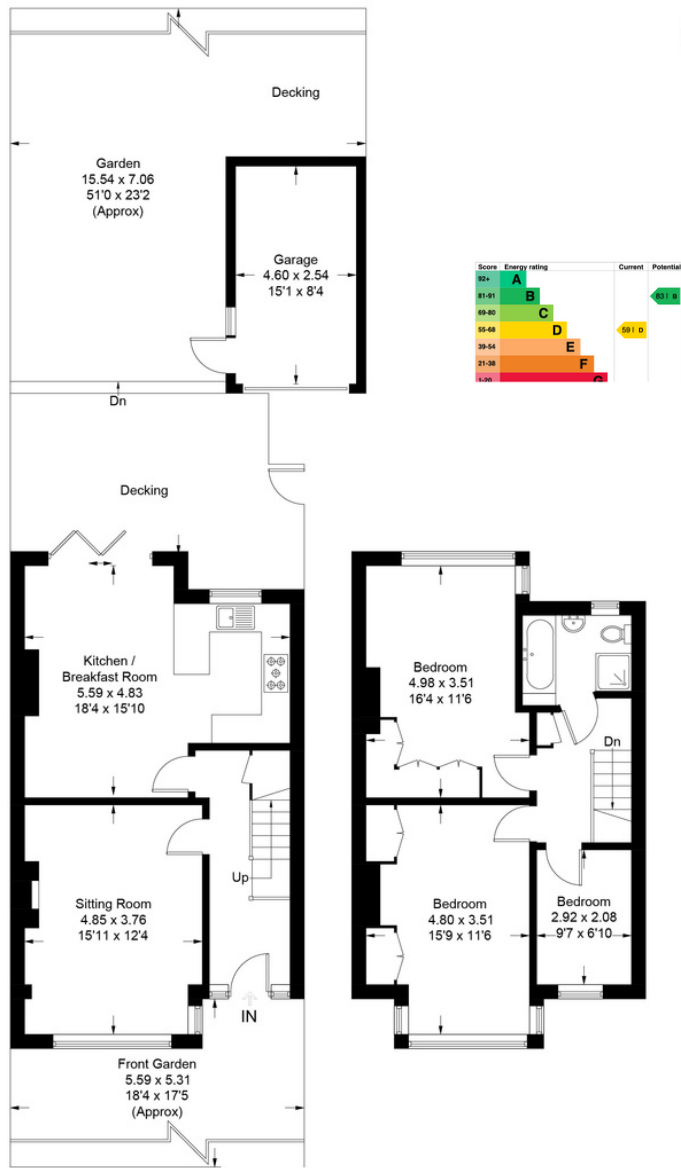 Decking
Garden
15.54 x 7.06
51'0 x 23'2
(Approx)
Garage
4.60 x 2.54
15'1 x 8'4
Score Energy rating Current Potential
92+ A
81-91 B 83 | B
69-80 C
55-68 D 59 | D
39-54 E
21-38 F
1-20 G
Dn
Decking
Kitchen /
Breakfast Room
5.59 x 4.83
18'4 x 15'10
Bedroom
4.98 x 3.51
16'4 x 11'6
Dn
Up
Sitting Room
4.85 x 3.76
15'11 x 12'4
Bedroom
4.80 x 3.51
15'9 x 11'6
Bedroom
2.92 x 2.08
9'7 x 6'10
IN
Front Garden
5.59 x 5.31
18'4 x 17'5
(Approx)